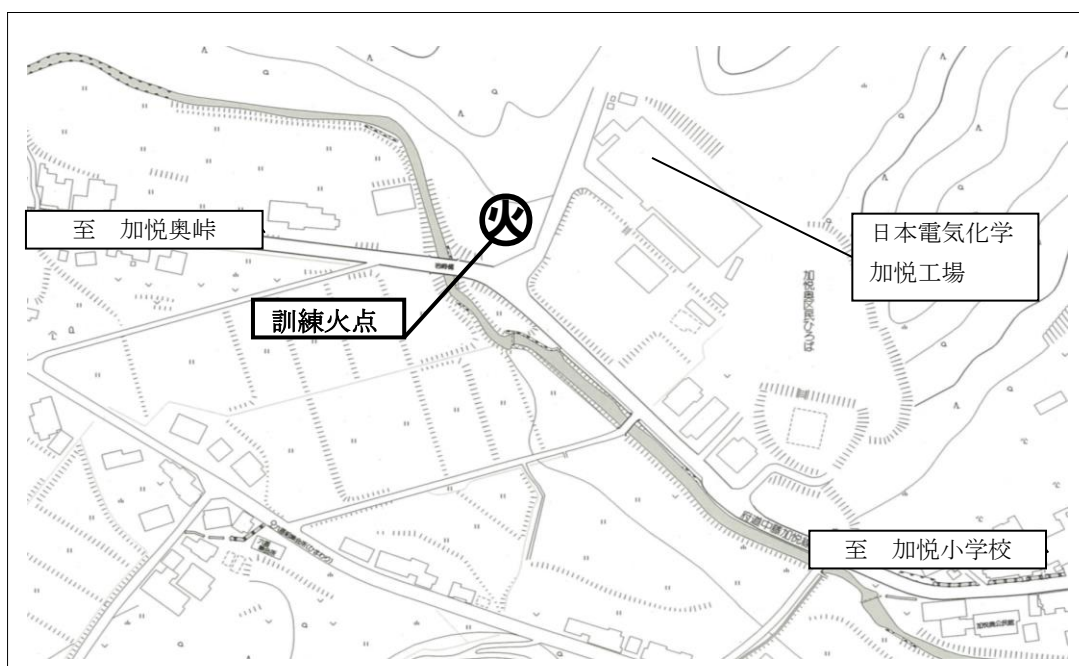 火
至 加悦奥峠
訓練火点
日本電気化学
加悦工場
至 加悦小学校